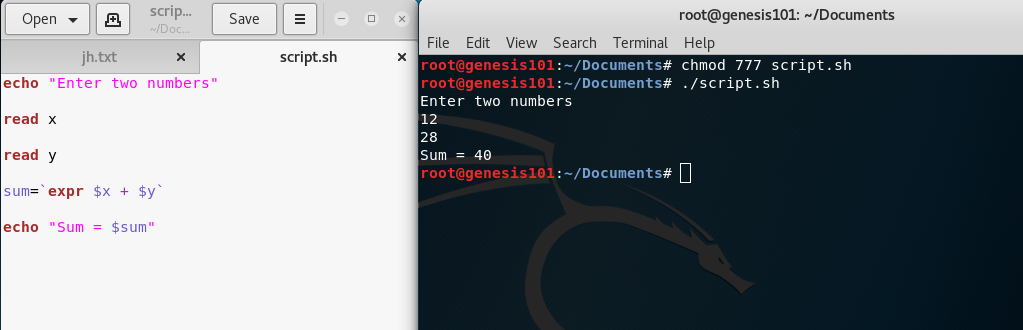 Open
scrip...
~/Doc...
Save
jh.txt
script.sh
echo "Enter two numbers"
read x
read y
sum=`expr $x + $y`
echo "Sum = $sum"
root@genesis101: ~/Documents
File Edit View Search Terminal Help
root@genesis101:~/Documents# chmod 777 script.sh
root@genesis101:~/Documents# ./script.sh
Enter two numbers
12
28
Sum = 40
root@genesis101:~/Documents#